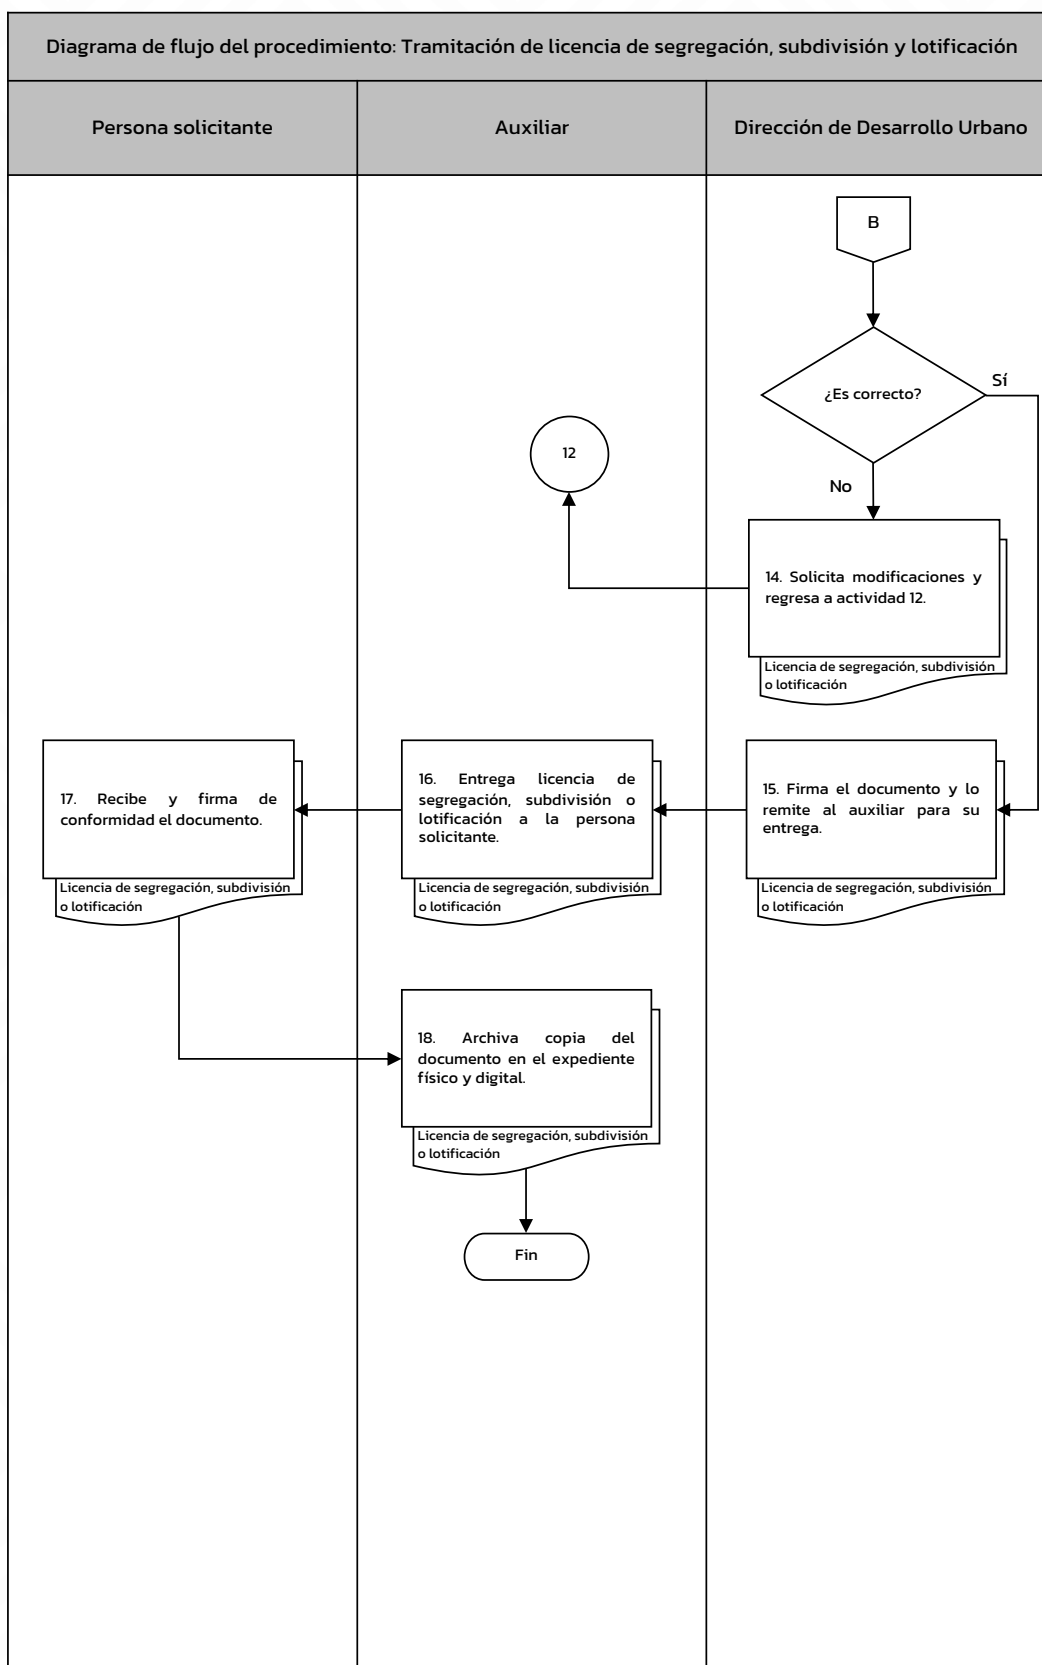 Diagrama de flujo del procedimiento: Tramitación de licencia de segregación, subdivisión y lotificación
Persona solicitante
Auxiliar
Dirección de Desarrollo Urbano
B
¿Es correcto?
Sí
No
12
14. Solicita modificaciones y
regresa a actividad 12.
Licencia de segregación, subdivisión
o lotificación
15. Firma el documento y lo
remite al auxiliar para su
entrega.
Licencia de segregación, subdivisión
o lotificación
16. Entrega licencia de
segregación, subdivisión o
lotificación a la persona
solicitante.
Licencia de segregación, subdivisión
o lotificación
17. Recibe y firma de
conformidad el documento.
Licencia de segregación, subdivisión
o lotificación
18. Archiva copia del
documento en el expediente
físico y digital.
Licencia de segregación, subdivisión
o lotificación
Fin